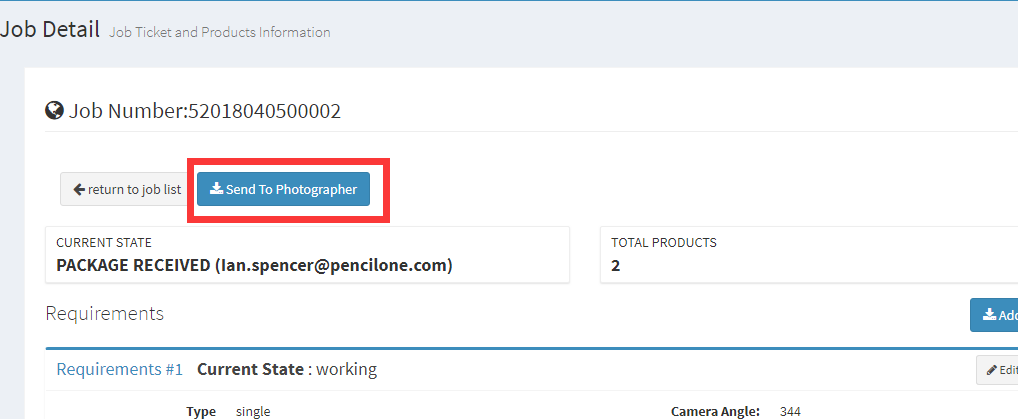 Job Detail Job Ticket and Products Information
Job Number:52018040500002
return to job list Send To Photographer
CURRENT STATE
PACKAGE RECEIVED (Ian.spencer@pencilone.com)
TOTAL PRODUCTS
2
Requirements
Add
Requirements #1 Current State : working
Edit
Type single Camera Angle: 344